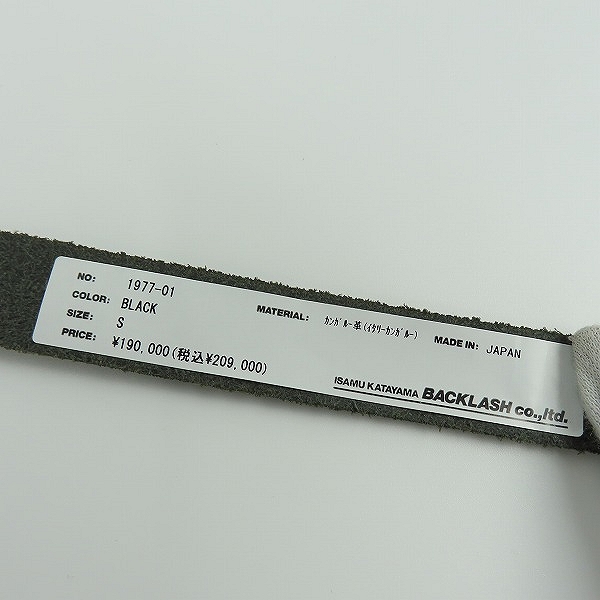 NO: 1977-01
COLOR: BLACK
SIZE: S
PRICE: ¥190,000(税込¥209,000)
MATERIAL: ｶﾝｶﾞﾙｰ革(ｲﾀﾘｰｶﾝｶﾞﾙｰ)
MADE IN: JAPAN
ISAMU KATAYAMA BACKLASH co.,ltd.